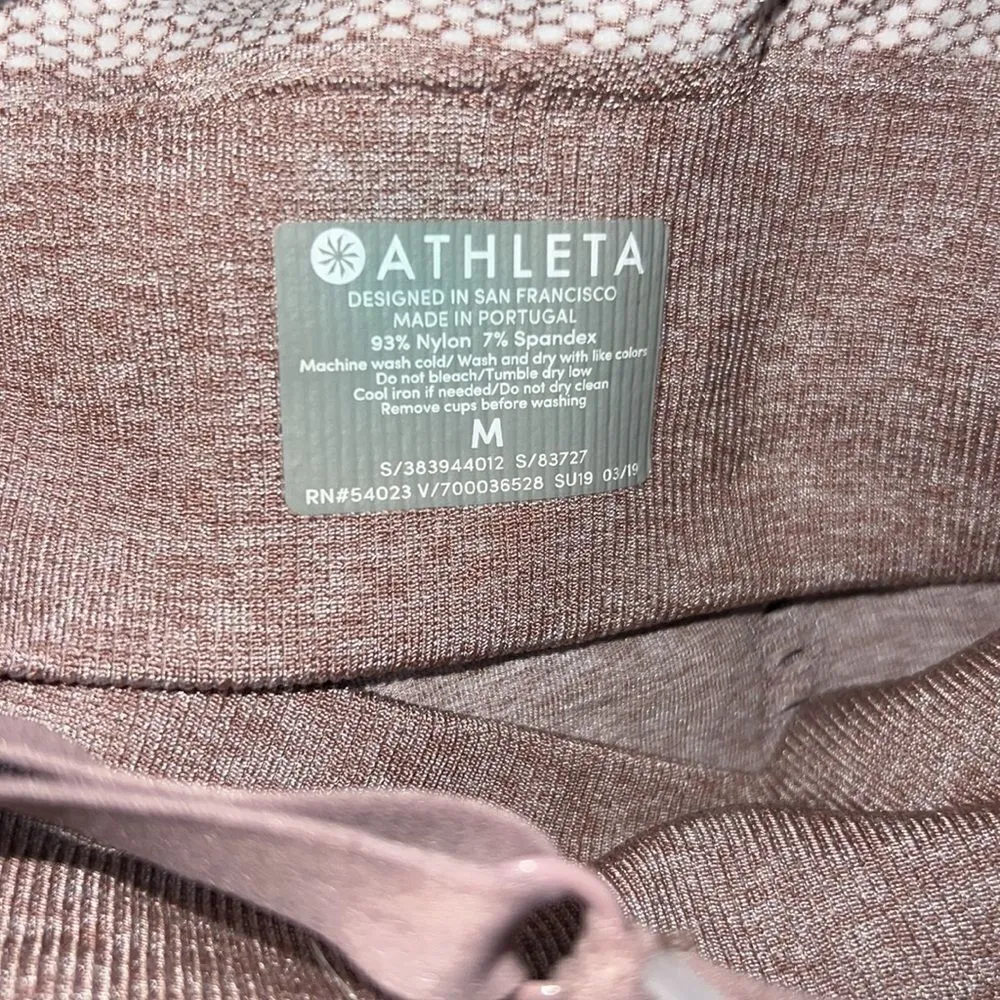 ATHLETA
DESIGNED IN SAN FRANCISCO
MADE IN PORTUGAL
93% Nylon 7% Spandex
Machine wash cold/ Wash and dry with like colors
Do not bleach/Tumble dry low
Cool iron if needed/Do not dry clean
Remove cups before washing
M
S/383944012 S/83727
RN#54023 V/700036528 SU19 03/19